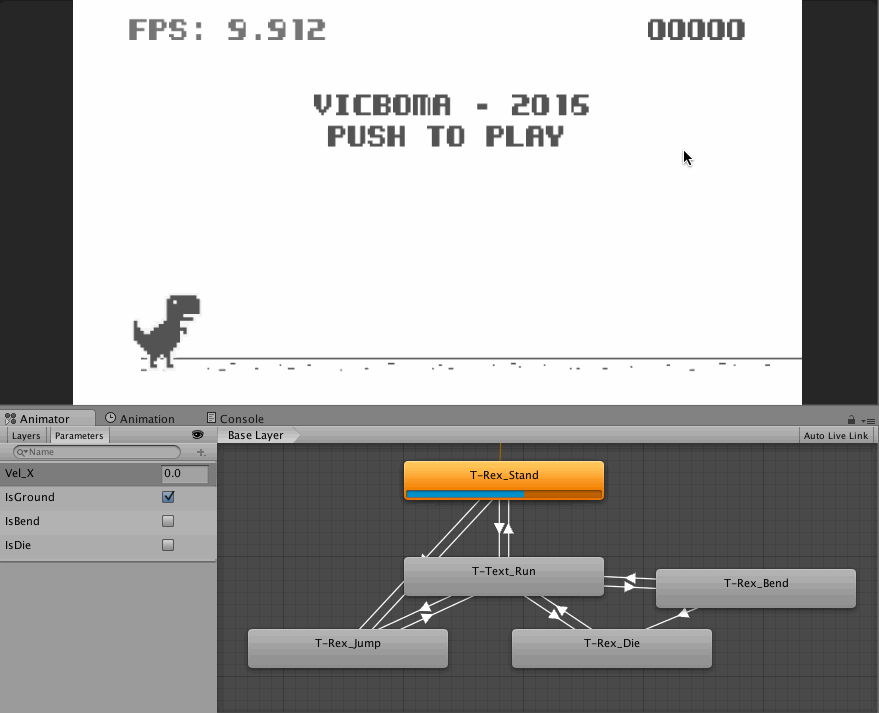 FPS: 9.912 00000
VICBOMA - 2016
PUSH TO PLAY
Animator Animation Console
Layers Parameters Base Layer Auto Live Link
Name
Vel_X 0.0
IsGround
IsBend
IsDie
T-Rex_Stand
T-Text_Run
T-Rex_Bend
T-Rex_Jump
T-Rex_Die